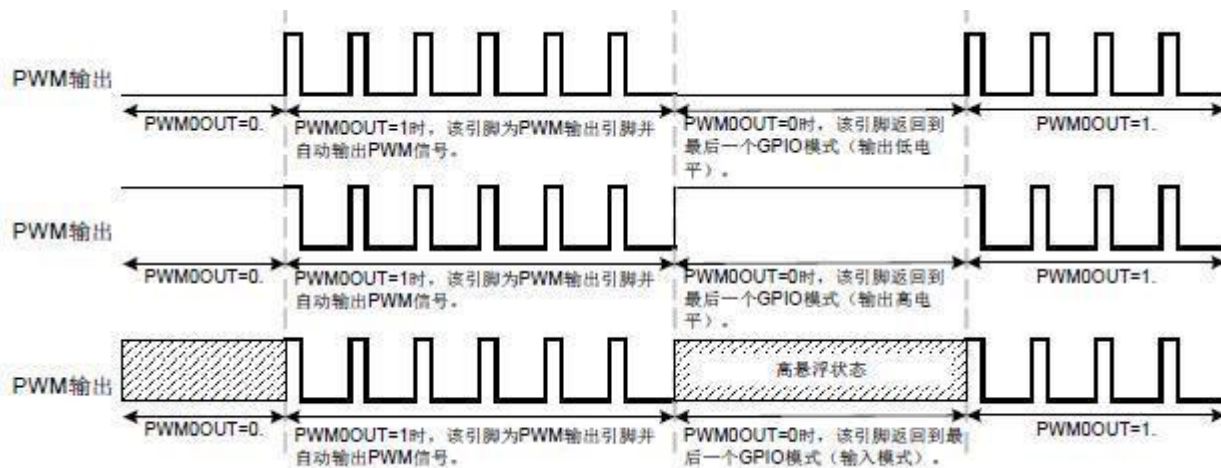 PWM输出
PWM0OUT=0.
PWM0OUT=1时，该引脚为PWM输出引脚并
自动输出PWM信号。
PWM0OUT=0时，该引脚返回到
最后一个GPIO模式（输出低电
平）。
PWM0OUT=1.
PWM输出
PWM0OUT=0.
PWM0OUT=1时，该引脚为PWM输出引脚并
自动输出PWM信号。
PWM0OUT=0时，该引脚返回到
最后一个GPIO模式（输出高电
平）。
PWM0OUT=1.
PWM输出
高悬浮状态
PWM0OUT=0.
PWM0OUT=1时，该引脚为PWM输出引脚并
自动输出PWM信号。
PWM0OUT=0时，该引脚返回到最
后一个GPIO模式（输入模式）。
PWM0OUT=1.